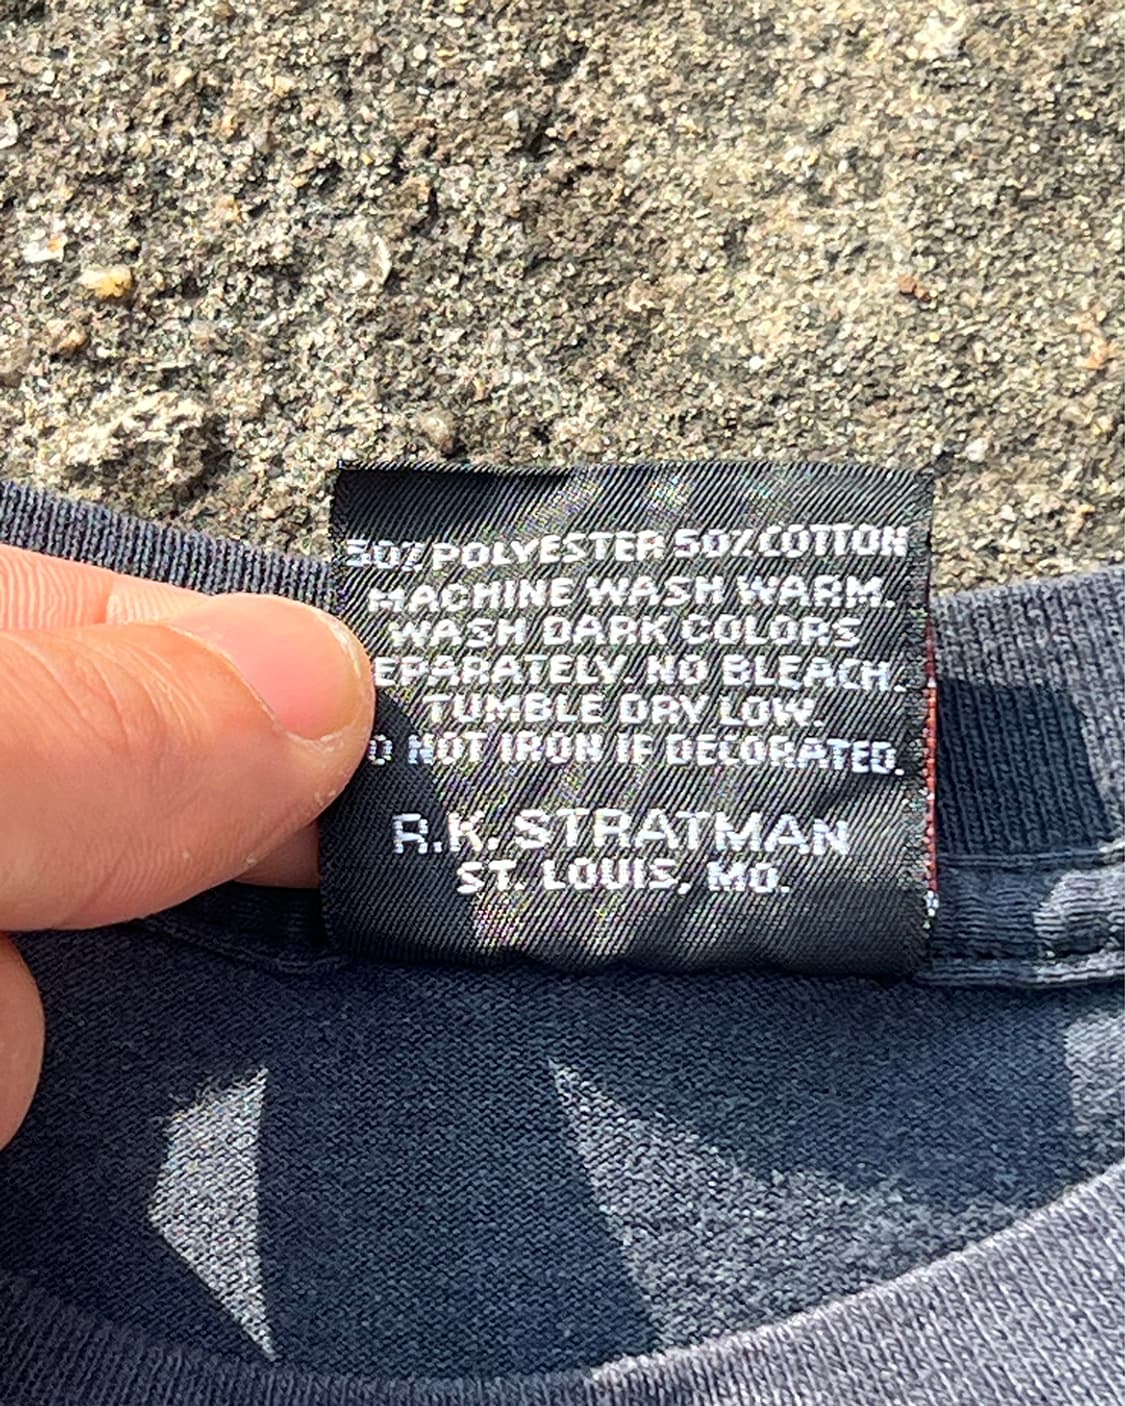 50% POLYESTER 50% COTTON
MACHINE WASH WARM.
WASH DARK COLORS
EPARATELY. NO BLEACH.
TUMBLE DRY LOW.
O NOT IRON IF DECORATED.
R.K. STRATMAN
ST. LOUIS, MO.